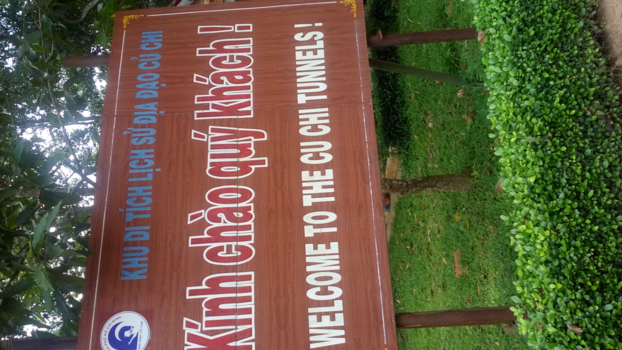 KHU DI TÍCH LỊCH SỬ ĐỊA ĐẠO CỦ CHI
Kính chào quý khách !
WELCOME TO THE CU CHI TUNNELS !